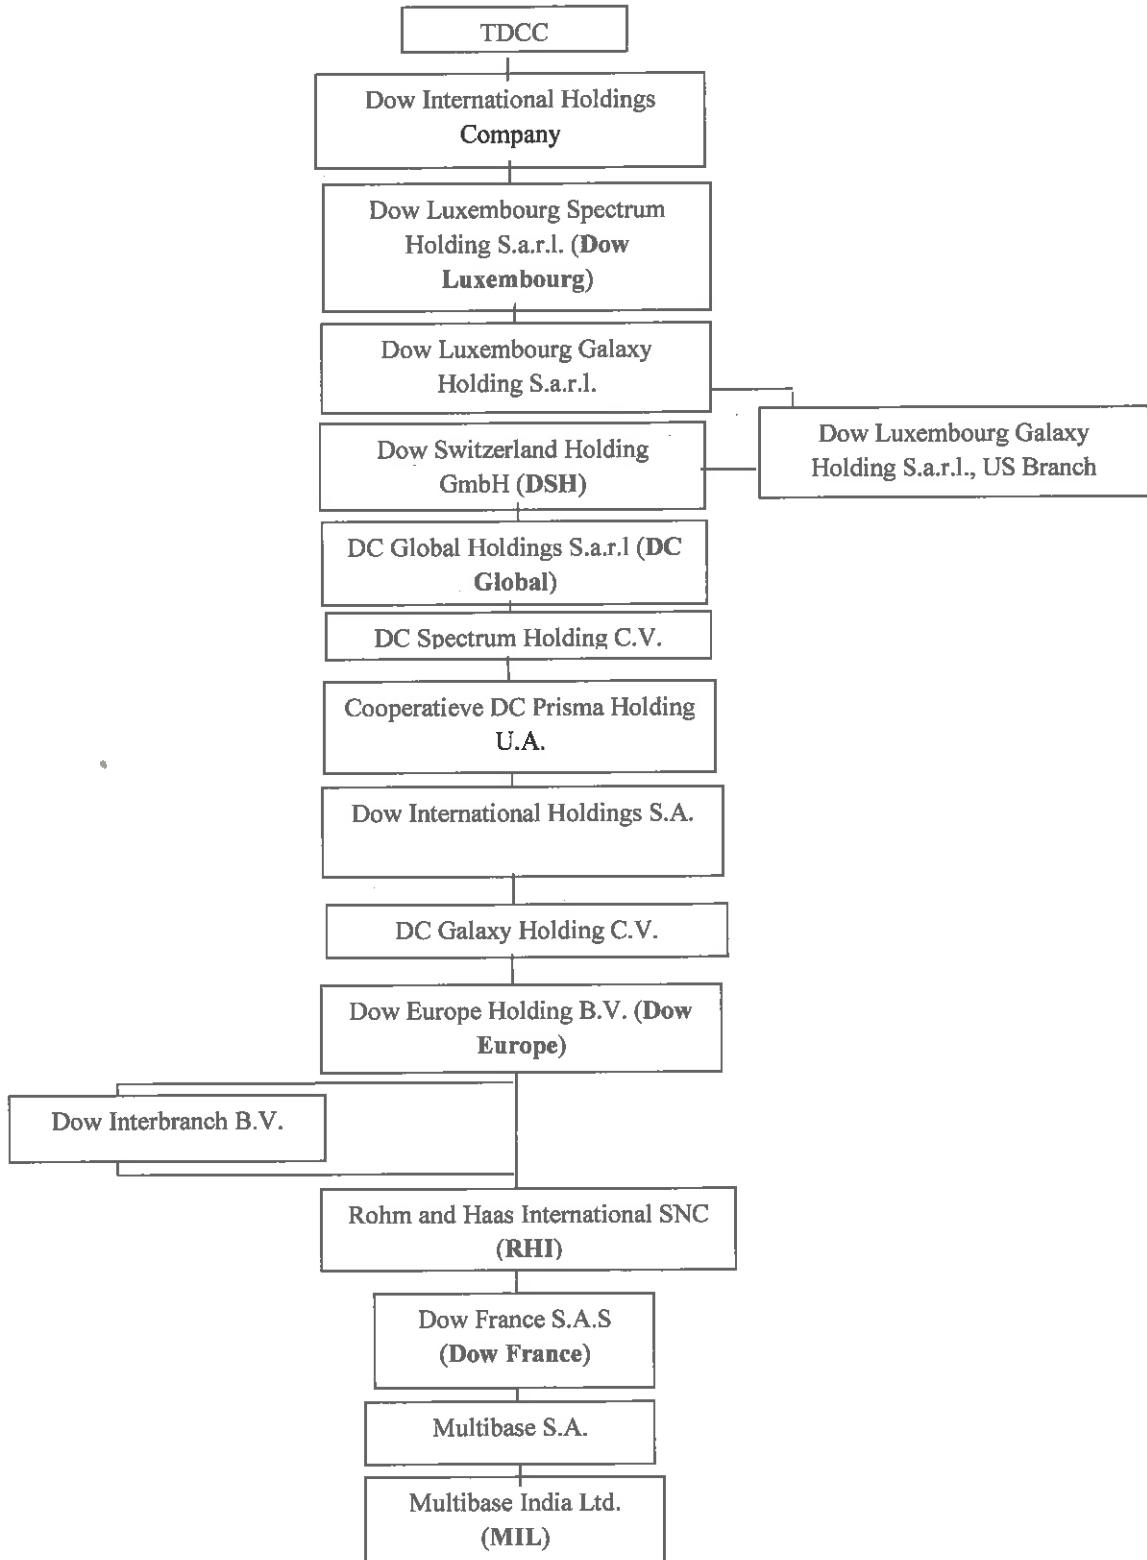 TDCC
Dow International Holdings
Company
Dow Luxembourg Spectrum
Holding S.a.r.l. (Dow
Luxembourg)
Dow Luxembourg Galaxy
Holding S.a.r.l.
Dow Luxembourg Galaxy
Holding S.a.r.l., US Branch
Dow Switzerland Holding
GmbH (DSH)
DC Global Holdings S.a.r.l (DC
Global)
DC Spectrum Holding C.V.
Cooperatieve DC Prisma Holding
U.A.
Dow International Holdings S.A.
DC Galaxy Holding C.V.
Dow Europe Holding B.V. (Dow
Europe)
Dow Interbranch B.V.
Rohm and Haas International SNC
(RHI)
Dow France S.A.S
(Dow France)
Multibase S.A.
Multibase India Ltd.
(MIL)